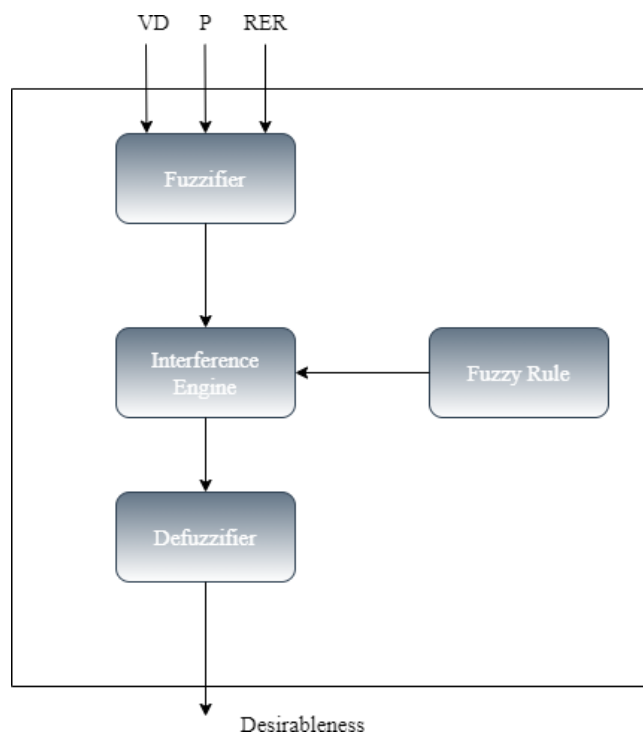 VD P RER
Fuzzifier
Interference
Engine
Fuzzy Rule
Defuzzifier
Desirableness